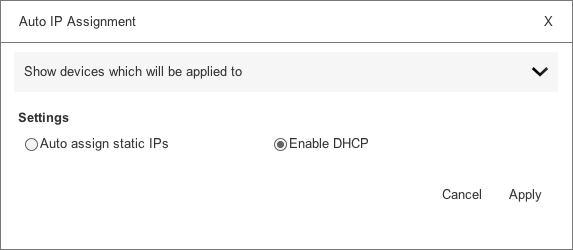 Auto IP Assignment X
Show devices which will be applied to
Settings
Auto assign static IPs Enable DHCP
Cancel Apply